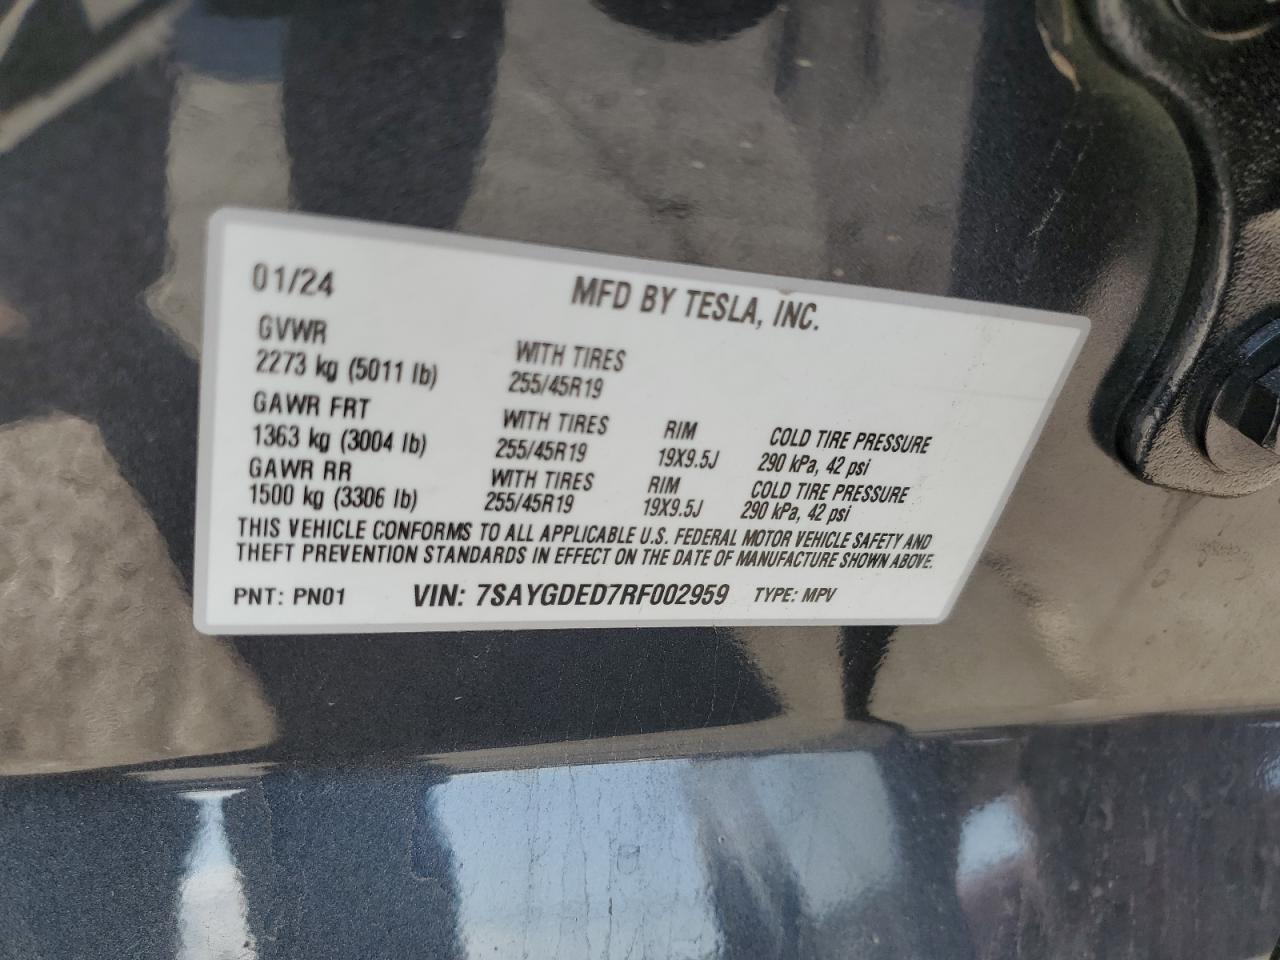 01/24
MFD BY TESLA, INC.
GVWR
2273 kg (5011 lb)
WITH TIRES
255/45R19
GAWR FRT
1363 kg (3004 lb)
WITH TIRES
255/45R19
RIM
19X9.5J
COLD TIRE PRESSURE
290 kPa, 42 psi
GAWR RR
1500 kg (3306 lb)
WITH TIRES
255/45R19
RIM
19X9.5J
COLD TIRE PRESSURE
290 kPa, 42 psi
THIS VEHICLE CONFORMS TO ALL APPLICABLE U.S. FEDERAL MOTOR VEHICLE SAFETY AND
THEFT PREVENTION STANDARDS IN EFFECT ON THE DATE OF MANUFACTURE SHOWN ABOVE.
PNT: PN01 VIN: 7SAYGDED7RF002959 TYPE: MPV